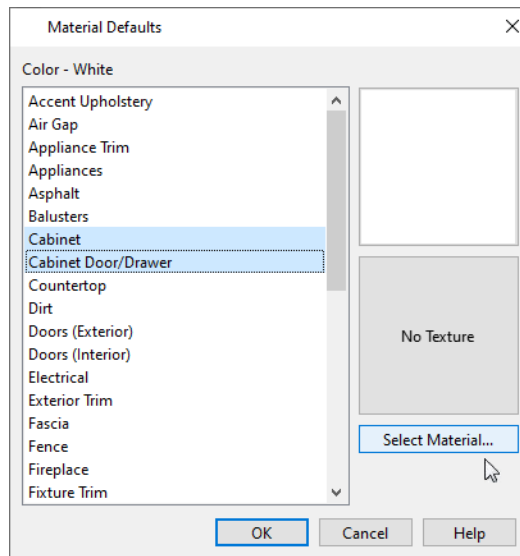 Material Defaults
Color - White
Accent Upholstery
Air Gap
Appliance Trim
Appliances
Asphalt
Balusters
Cabinet
Cabinet Door/Drawer
Countertop
Dirt
Doors (Exterior)
Doors (Interior)
Electrical
Exterior Trim
Fascia
Fence
Fireplace
Fixture Trim
No Texture
Select Material...
OK
Cancel
Help